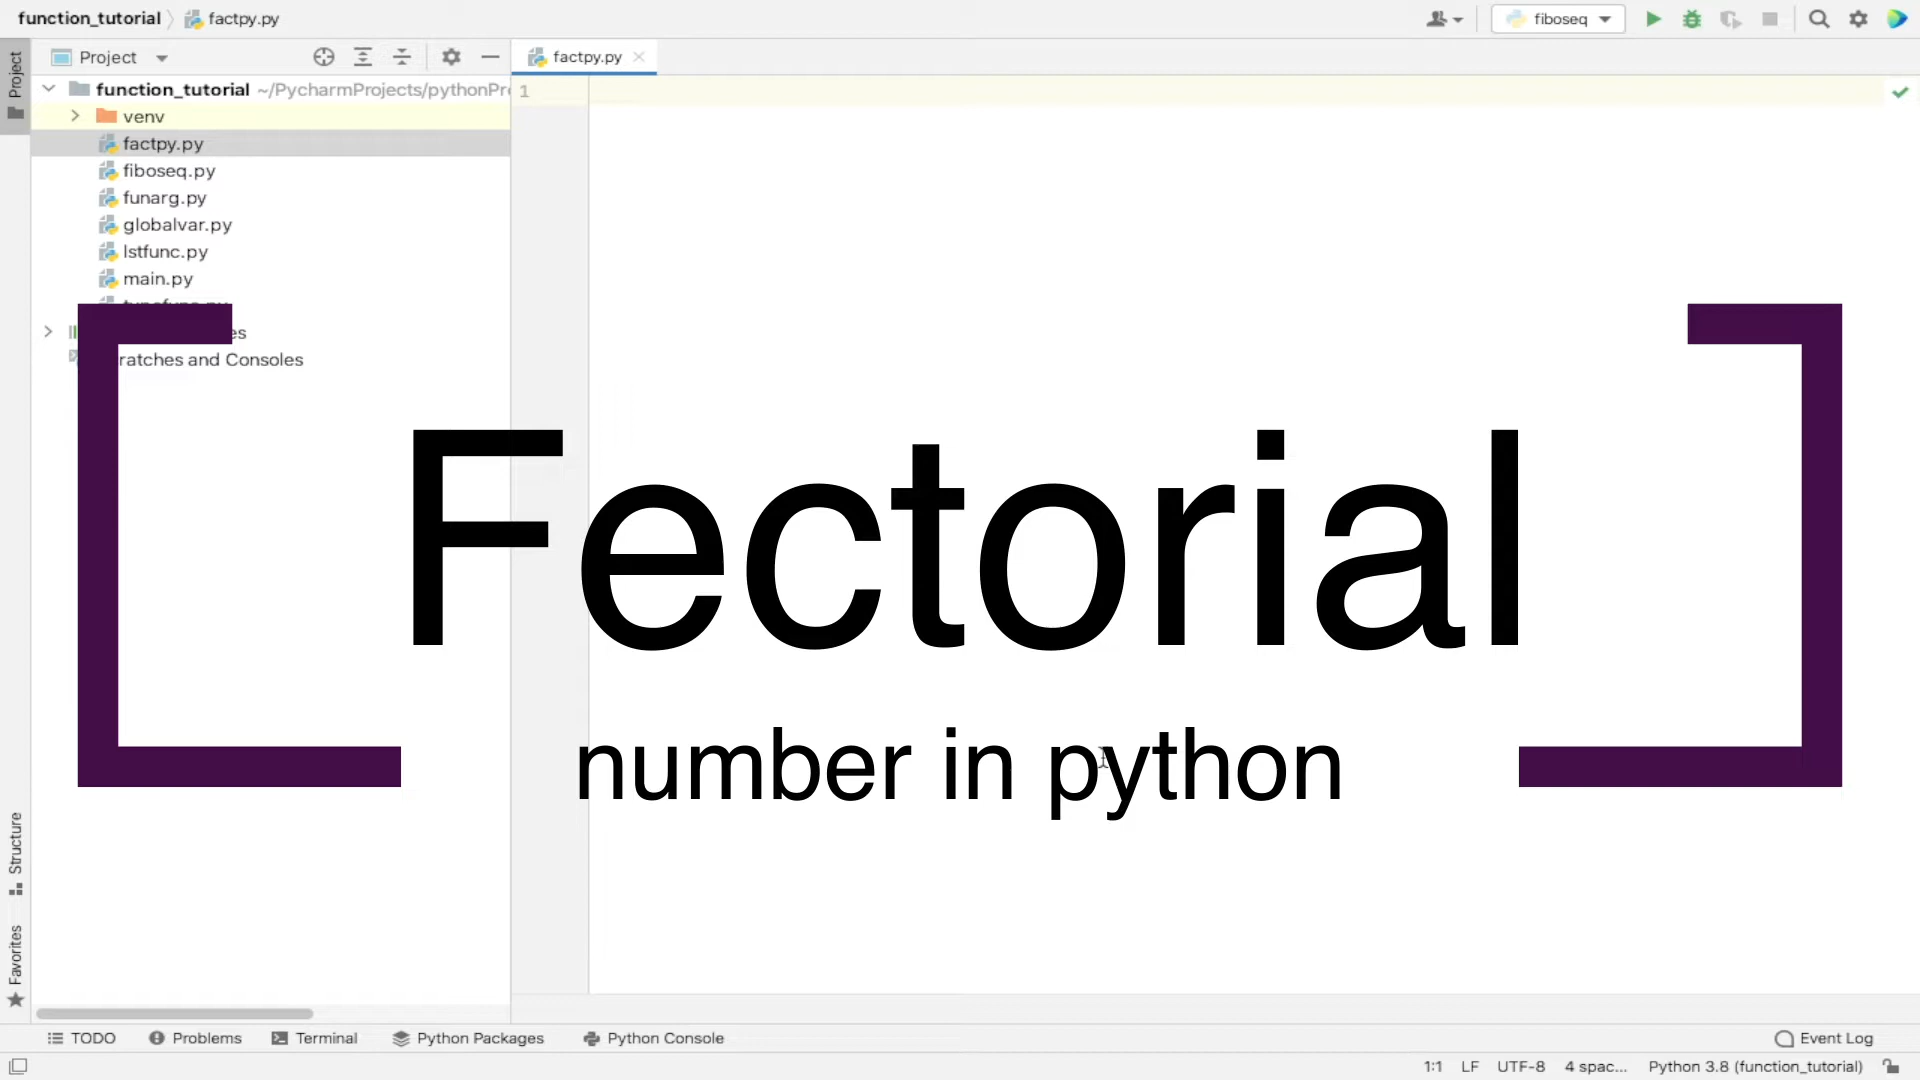 function_tutorial factpy.py
fiboseq
Project
Project
factpy.py
function_tutorial ~/PycharmProjects/pythonPr
1
venv
factpy.py
fiboseq.py
funarg.py
globalvar.py
lstfunc.py
main.py
es
ratches and Consoles
Fectorial
number in python
Structure
Favorites
TODO Problems Terminal Python Packages Python Console Event Log
1:1 LF UTF-8 4 spac... Python 3.8 (function_tutorial)